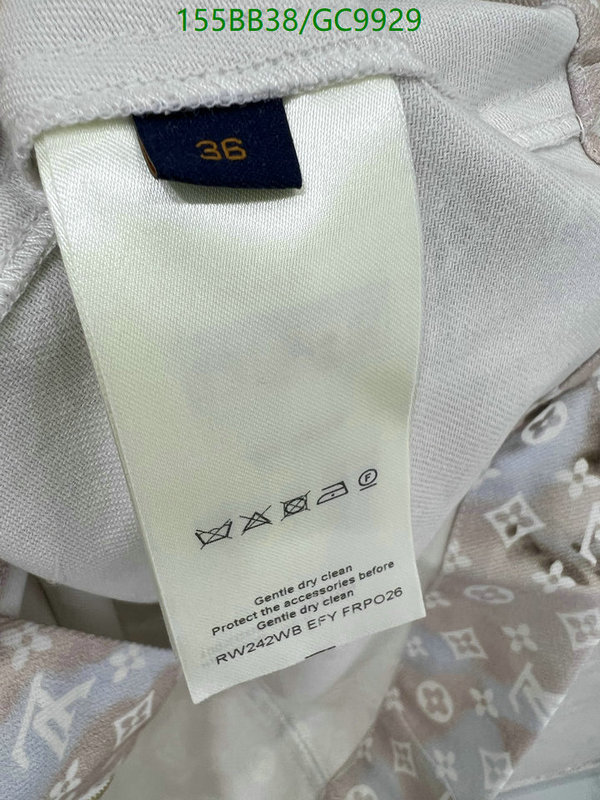 155BB38/GC9929
36
F
Gentle dry clean
Protect the accessories before
Gentle dry clean
RW242WB EFY FRPO26